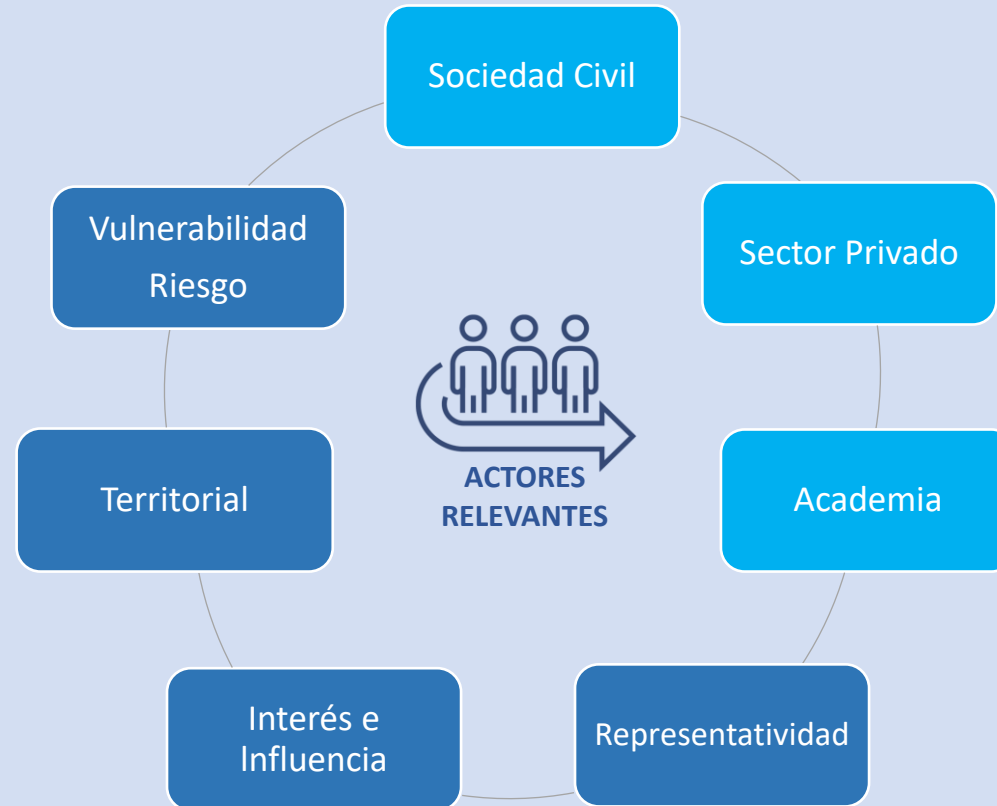 Sociedad Civil
Vulnerabilidad
Riesgo
Sector Privado
ACTORES
RELEVANTES
Territorial
Academia
Interés e
Influencia
Representatividad